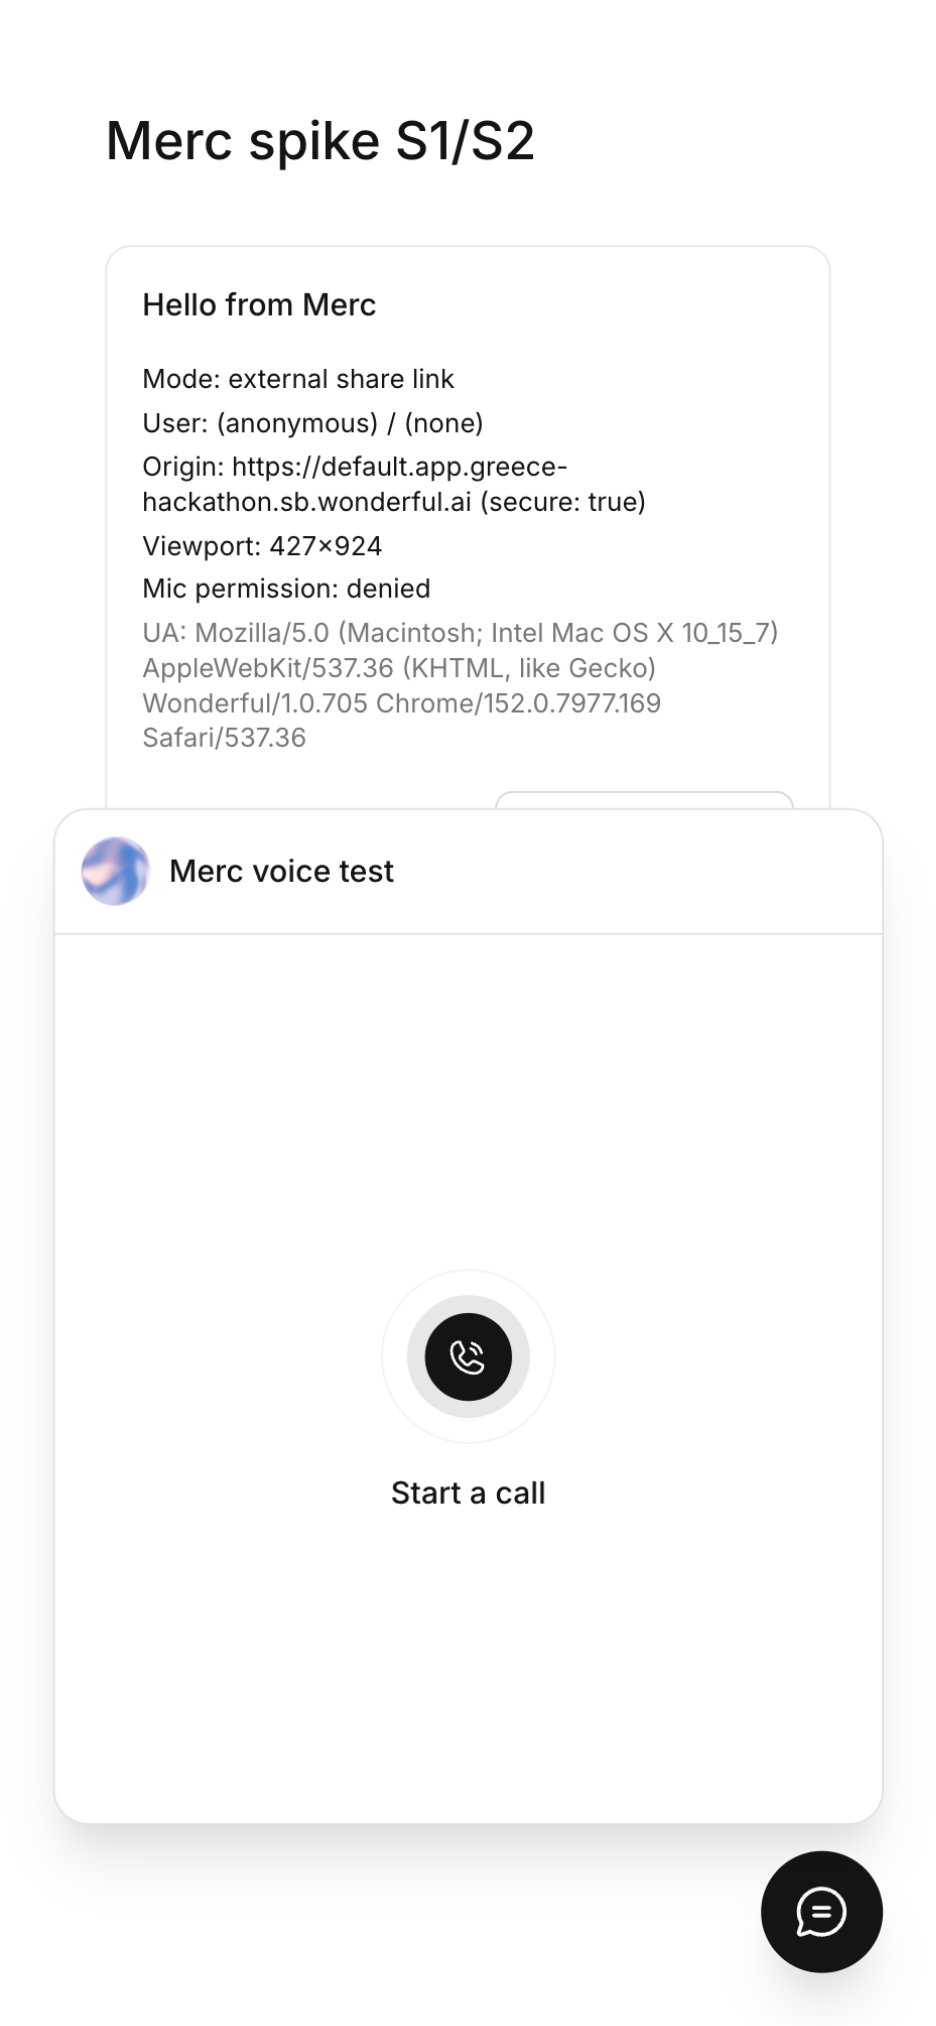 Merc spike S1/S2
Hello from Merc
Mode: external share link
User: (anonymous) / (none)
Origin: https://default.app.greece-
hackathon.sb.wonderful.ai (secure: true)
Viewport: 427×924
Mic permission: denied
UA: Mozilla/5.0 (Macintosh; Intel Mac OS X 10_15_7)
AppleWebKit/537.36 (KHTML, like Gecko)
Wonderful/1.0.705 Chrome/152.0.7977.169
Safari/537.36
Merc voice test
Start a call